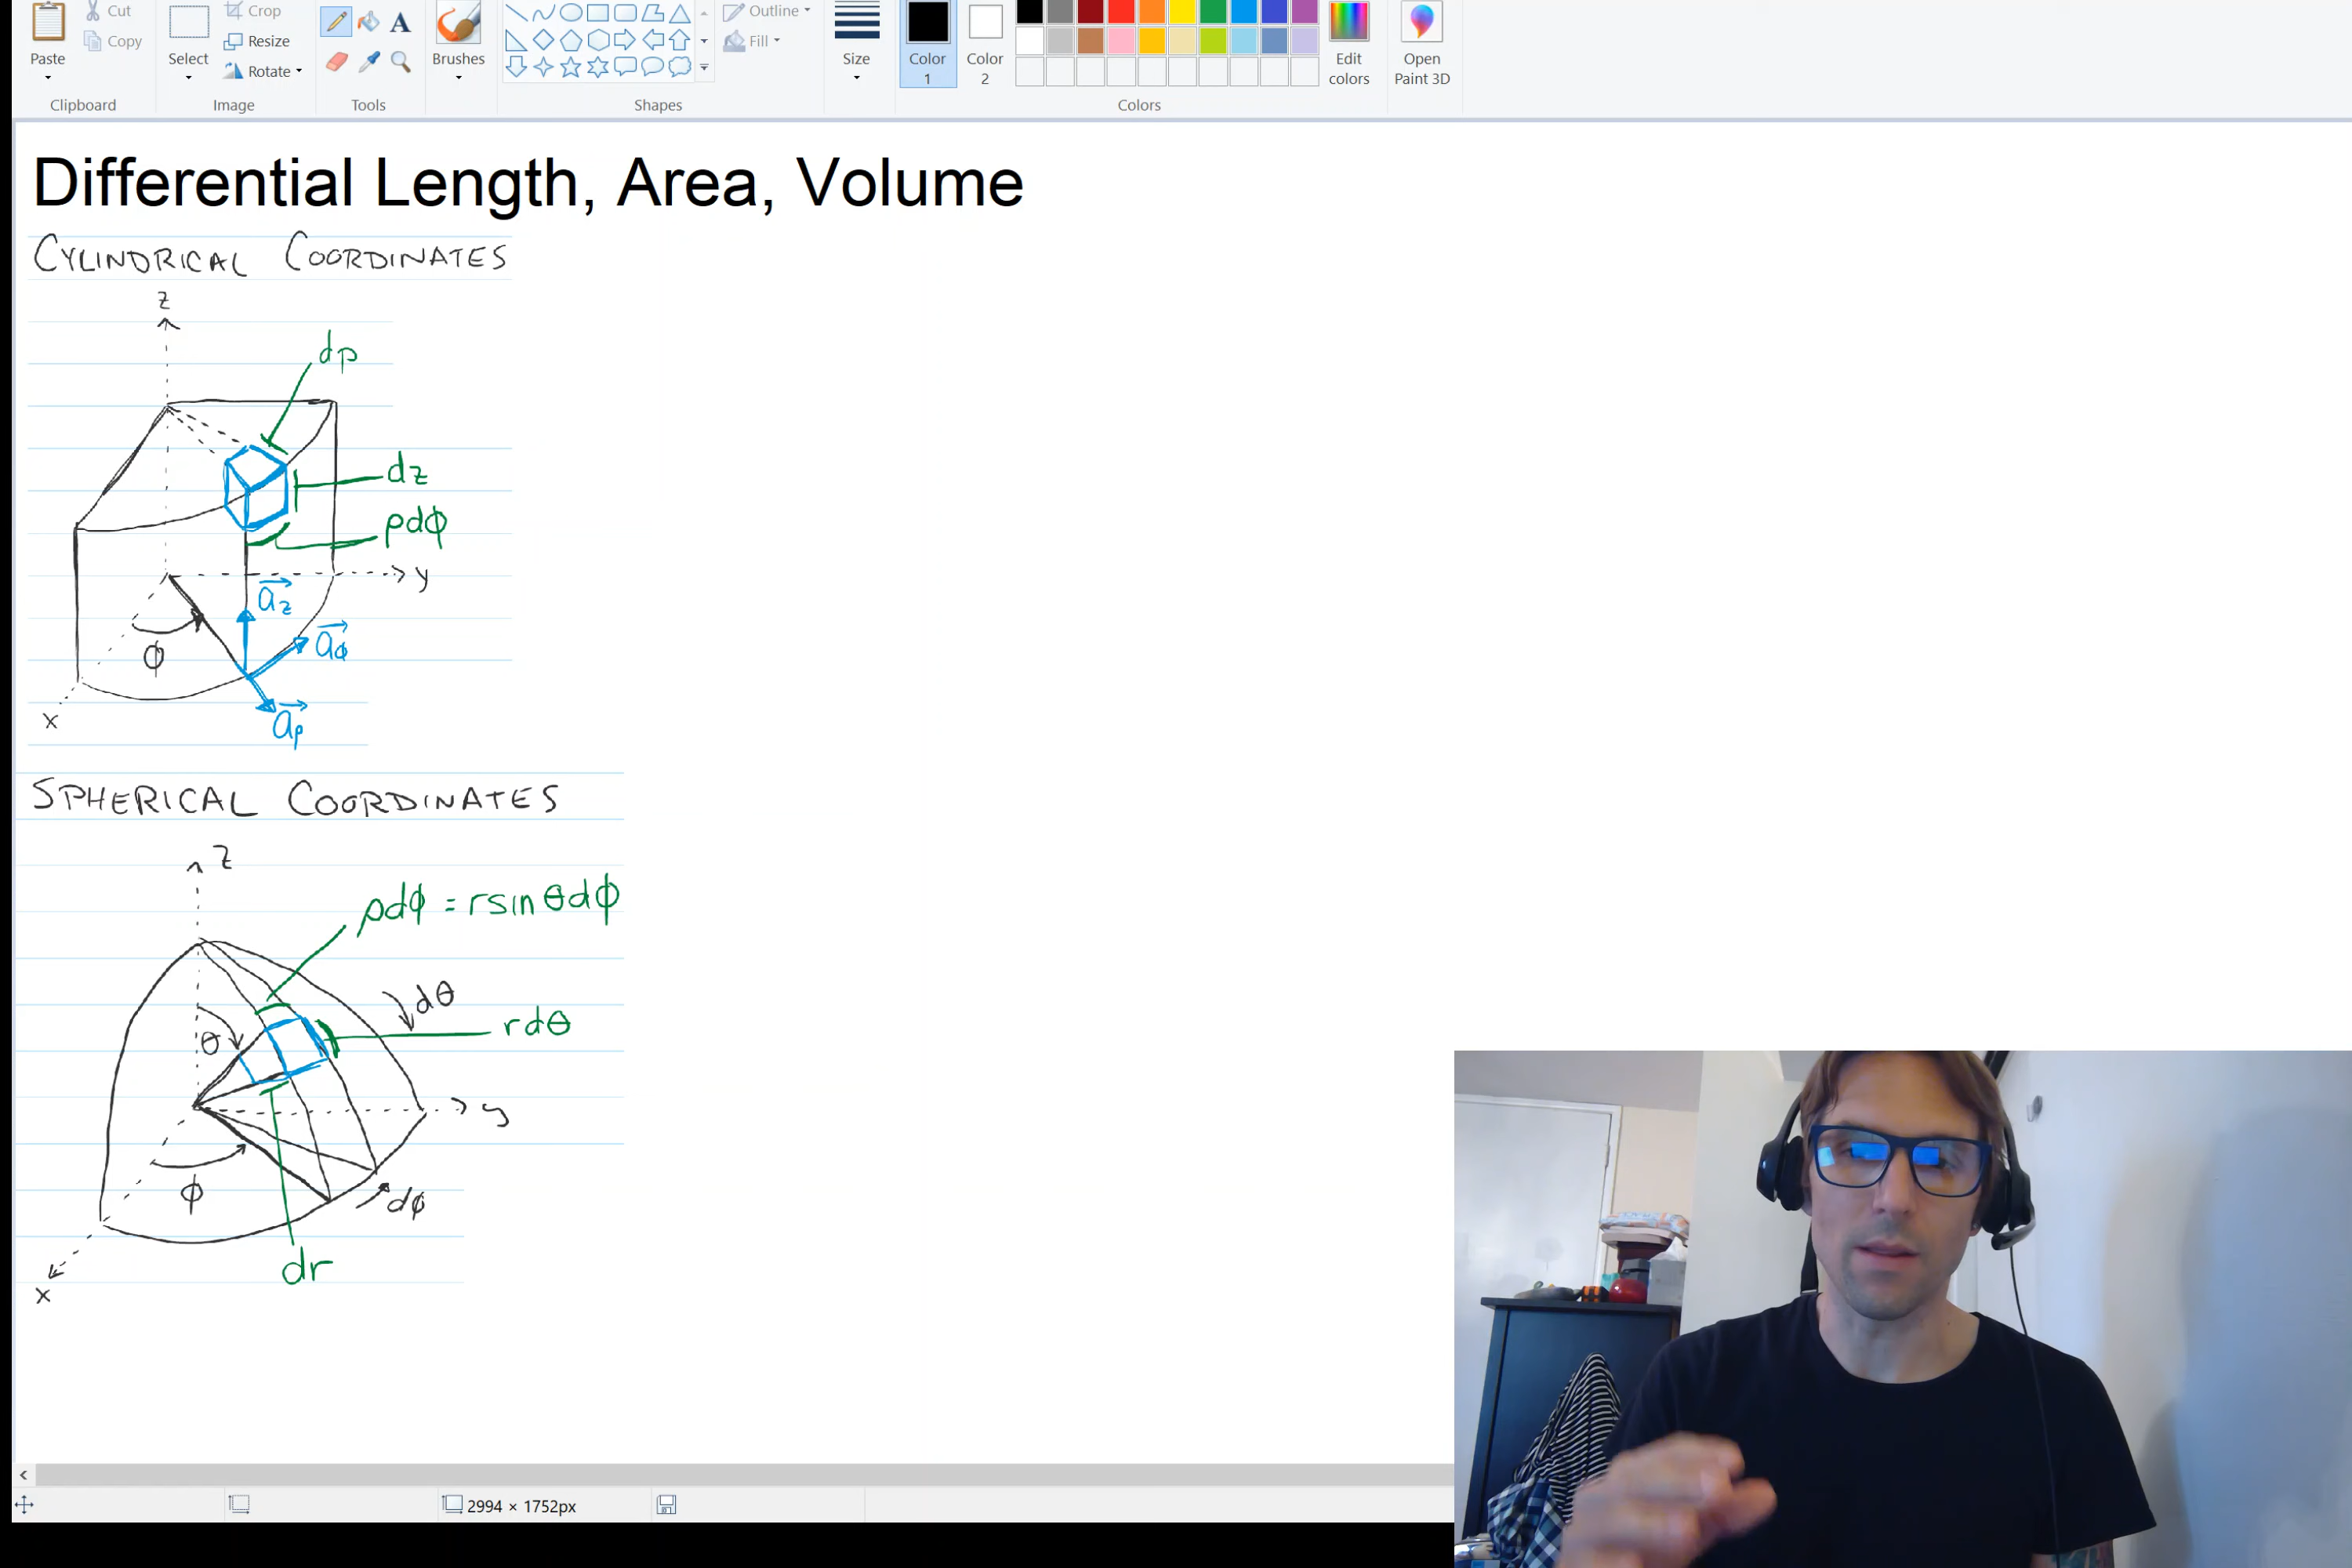 Paste
Cut
Copy
Clipboard
Select
Crop
Resize
Rotate
Image
Tools
Brushes
Shapes
Outline
Fill
Size
Color 1
Color 2
Colors
Edit colors
Open Paint 3D
Differential Length, Area, Volume
CYLINDRICAL COORDINATES
z
dρ
dz
ρdϕ
y
a_z
a_ϕ
ϕ
x
a_ρ
SPHERICAL COORDINATES
z
ρdϕ = rsinθdϕ
dθ
rdθ
θ
y
ϕ
dϕ
dr
x
2994 × 1752px